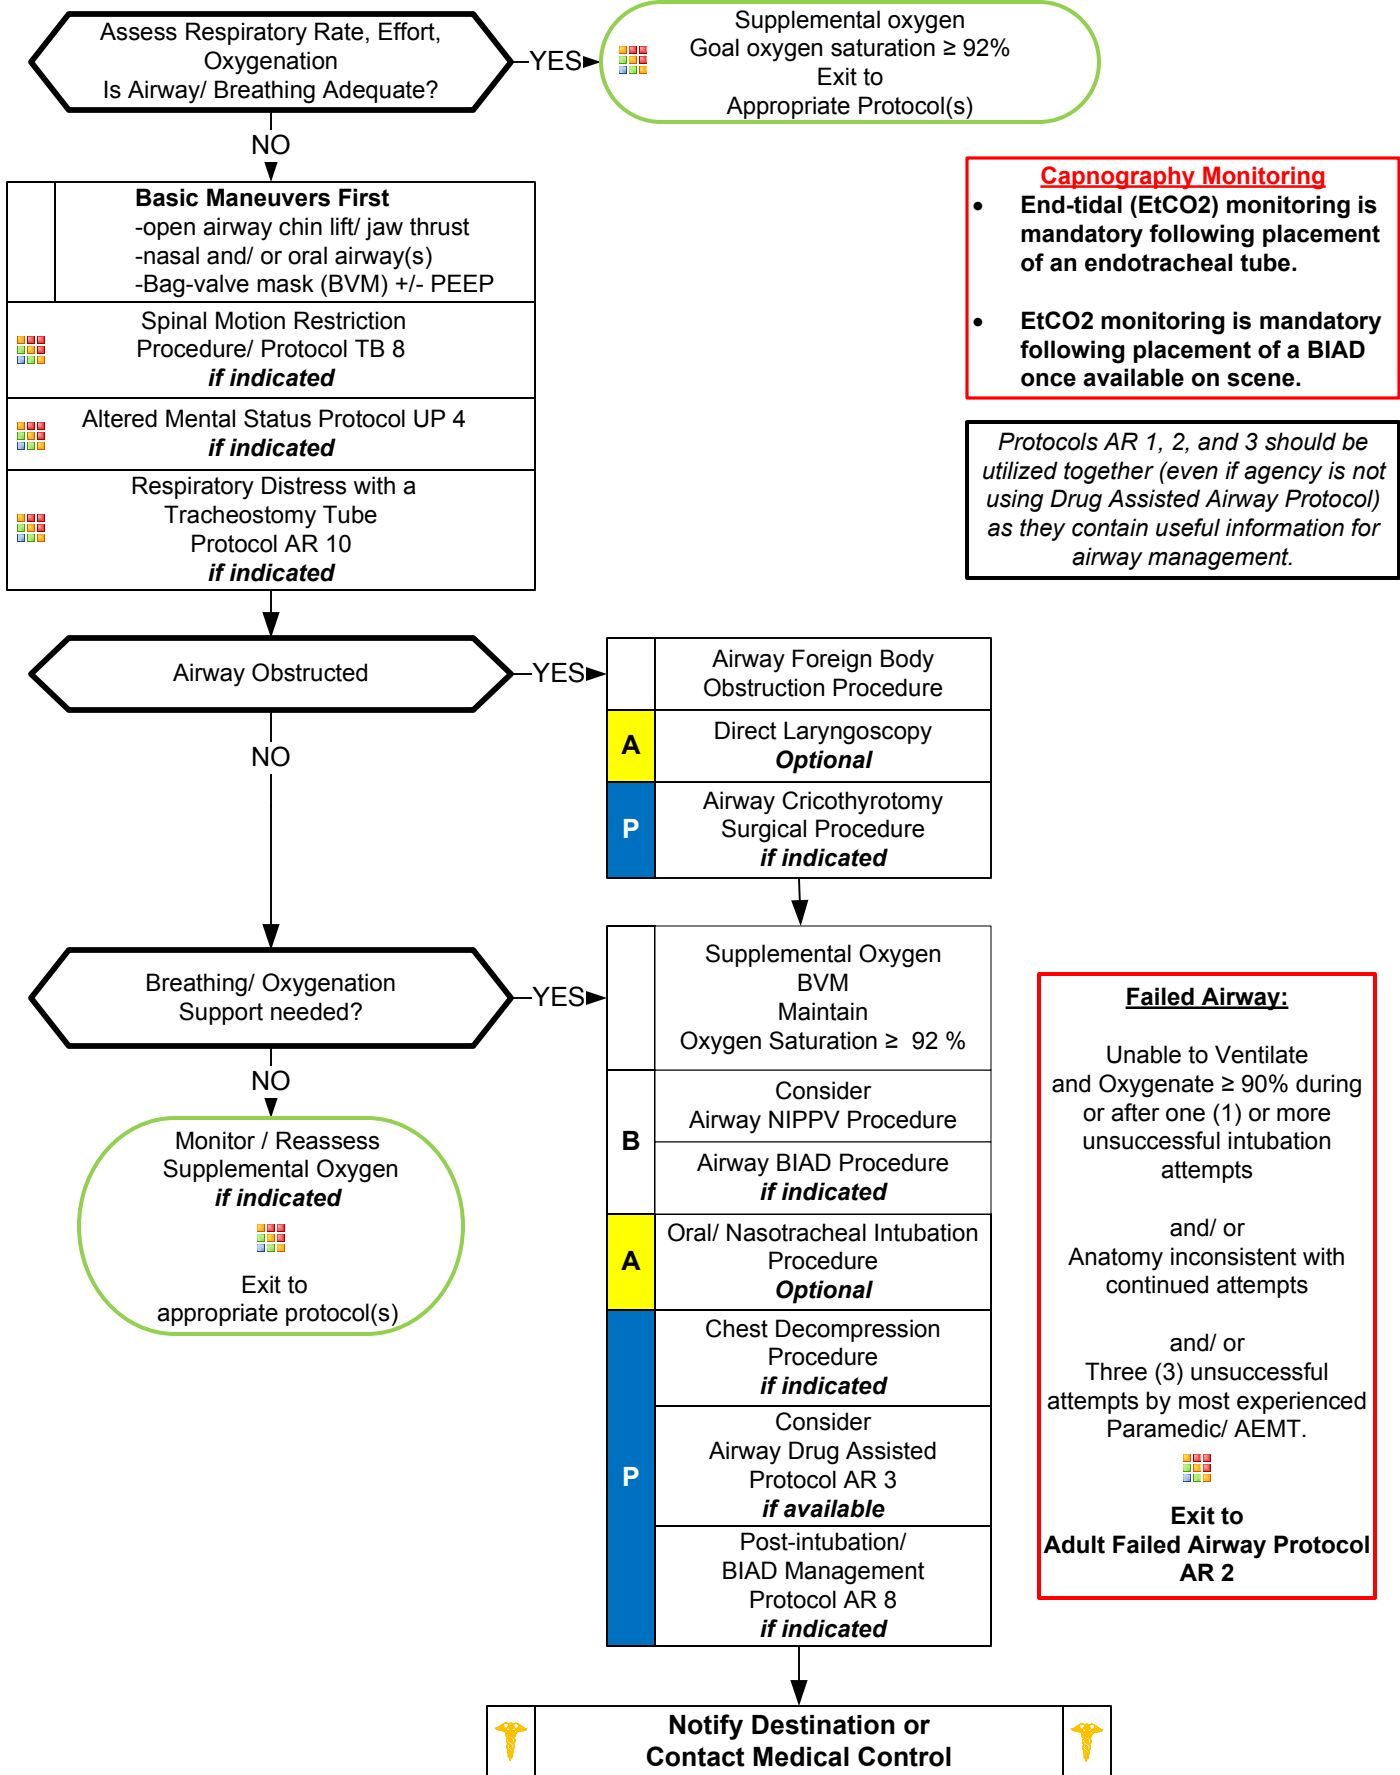 Assess Respiratory Rate, Effort,
Oxygenation
Is Airway/ Breathing Adequate?
YES
Supplemental oxygen
Goal oxygen saturation ≥ 92%
Exit to
Appropriate Protocol(s)
NO
Basic Maneuvers First
-open airway chin lift/ jaw thrust
-nasal and/ or oral airway(s)
-Bag-valve mask (BVM) +/- PEEP
Spinal Motion Restriction
Procedure/ Protocol TB 8
if indicated
Altered Mental Status Protocol UP 4
if indicated
Respiratory Distress with a
Tracheostomy Tube
Protocol AR 10
if indicated
Capnography Monitoring
• End-tidal (EtCO2) monitoring is
mandatory following placement
of an endotracheal tube.
• EtCO2 monitoring is mandatory
following placement of a BIAD
once available on scene.
Protocols AR 1, 2, and 3 should be
utilized together (even if agency is not
using Drug Assisted Airway Protocol)
as they contain useful information for
airway management.
Airway Obstructed
YES
Airway Foreign Body
Obstruction Procedure
A
Direct Laryngoscopy
Optional
P
Airway Cricothyrotomy
Surgical Procedure
if indicated
NO
Breathing/ Oxygenation
Support needed?
YES
Supplemental Oxygen
BVM
Maintain
Oxygen Saturation ≥ 92 %
B
Consider
Airway NIPPV Procedure
Airway BIAD Procedure
if indicated
A
Oral/ Nasotracheal Intubation
Procedure
Optional
P
Chest Decompression
Procedure
if indicated
Consider
Airway Drug Assisted
Protocol AR 3
if available
Post-intubation/
BIAD Management
Protocol AR 8
if indicated
NO
Monitor / Reassess
Supplemental Oxygen
if indicated
Exit to
appropriate protocol(s)
Failed Airway:
Unable to Ventilate
and Oxygenate ≥ 90% during
or after one (1) or more
unsuccessful intubation
attempts
and/ or
Anatomy inconsistent with
continued attempts
and/ or
Three (3) unsuccessful
attempts by most experienced
Paramedic/ AEMT.
Exit to
Adult Failed Airway Protocol
AR 2
Notify Destination or
Contact Medical Control